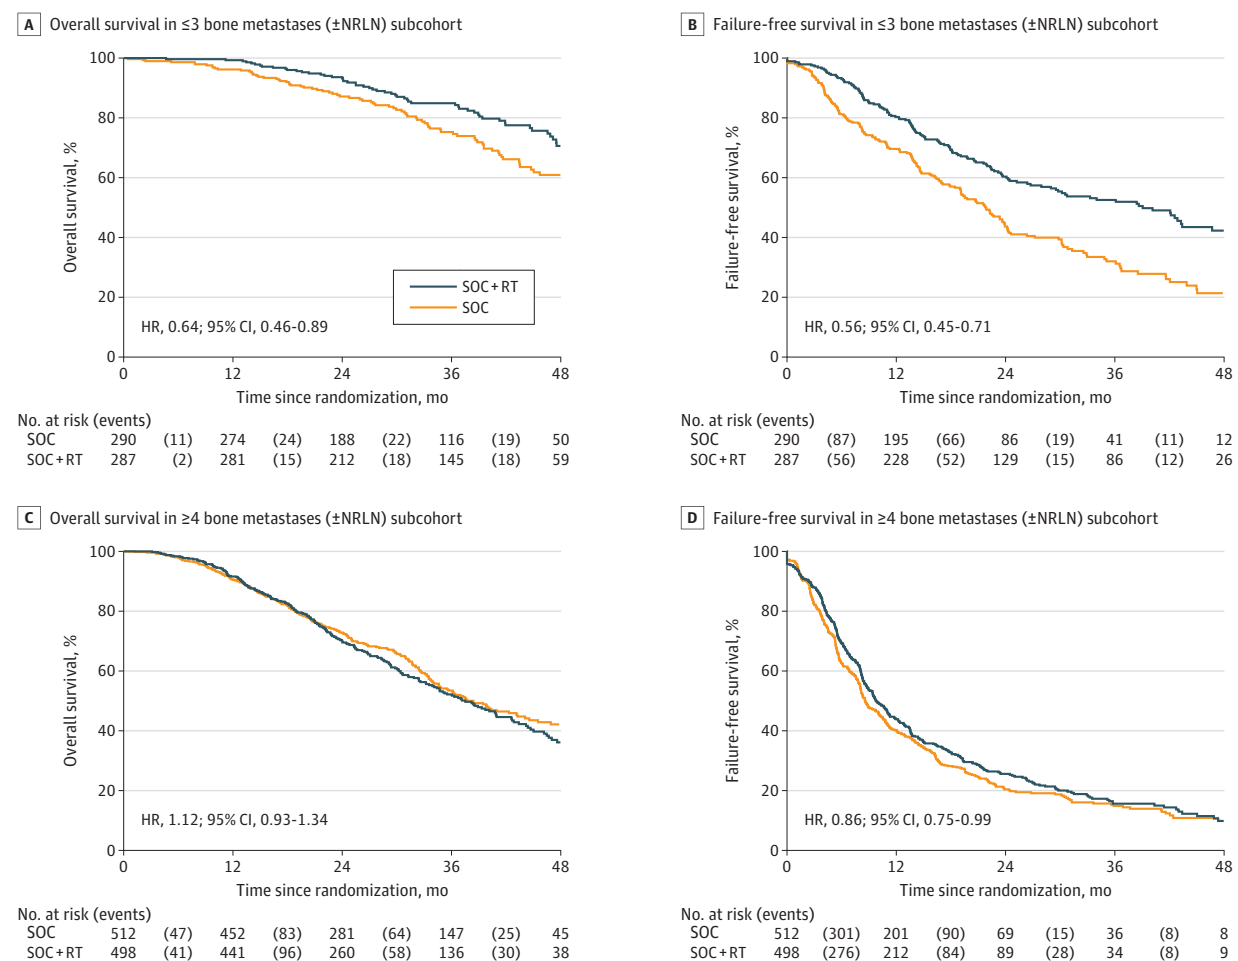 A Overall survival in ≤3 bone metastases (±NRLN) subcohort
100
80
60
40
20
0
Overall survival, %
SOC+RT
SOC
HR, 0.64; 95% CI, 0.46-0.89
0 12 24 36 48
Time since randomization, mo
No. at risk (events)
SOC 290 (11) 274 (24) 188 (22) 116 (19) 50
SOC+RT 287 (2) 281 (15) 212 (18) 145 (18) 59
B Failure-free survival in ≤3 bone metastases (±NRLN) subcohort
100
80
60
40
20
0
Failure-free survival, %
HR, 0.56; 95% CI, 0.45-0.71
0 12 24 36 48
Time since randomization, mo
No. at risk (events)
SOC 290 (87) 195 (66) 86 (19) 41 (11) 12
SOC+RT 287 (56) 228 (52) 129 (15) 86 (12) 26
C Overall survival in ≥4 bone metastases (±NRLN) subcohort
100
80
60
40
20
0
Overall survival, %
HR, 1.12; 95% CI, 0.93-1.34
0 12 24 36 48
Time since randomization, mo
No. at risk (events)
SOC 512 (47) 452 (83) 281 (64) 147 (25) 45
SOC+RT 498 (41) 441 (96) 260 (58) 136 (30) 38
D Failure-free survival in ≥4 bone metastases (±NRLN) subcohort
100
80
60
40
20
0
Failure-free survival, %
HR, 0.86; 95% CI, 0.75-0.99
0 12 24 36 48
Time since randomization, mo
No. at risk (events)
SOC 512 (301) 201 (90) 69 (15) 36 (8) 8
SOC+RT 498 (276) 212 (84) 89 (28) 34 (8) 9